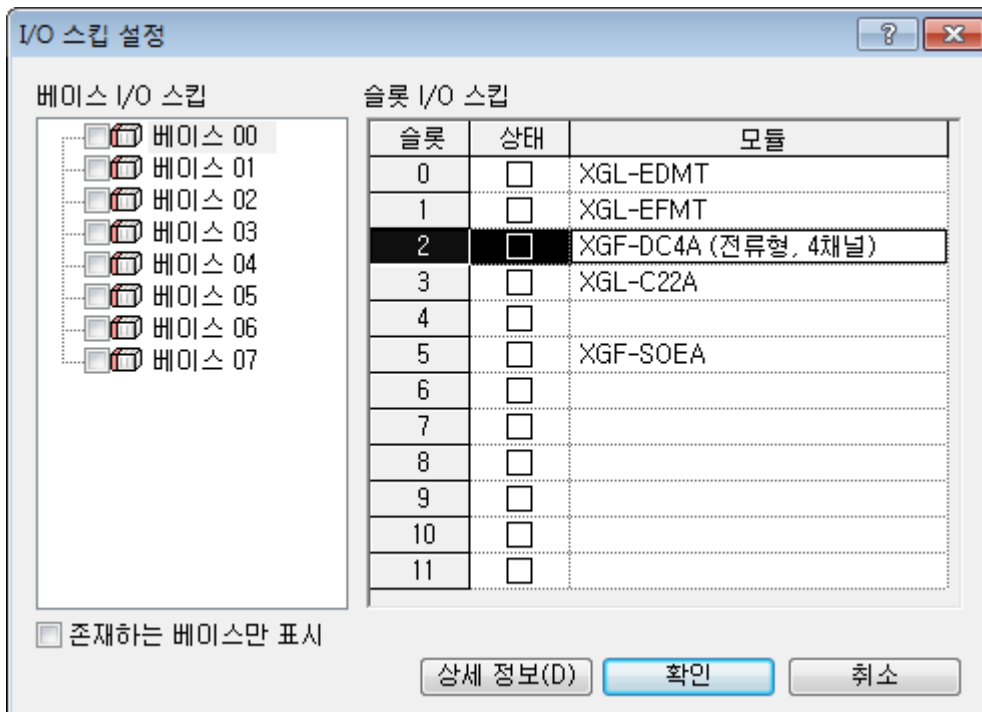 I/O 스킵 설정
베이스 I/O 스킵
베이스 00
베이스 01
베이스 02
베이스 03
베이스 04
베이스 05
베이스 06
베이스 07
존재하는 베이스만 표시
슬롯 I/O 스킵
슬롯 상태 모듈
0 XGL-EDMT
1 XGL-EFMT
2 XGF-DC4A (전류형, 4채널)
3 XGL-C22A
4
5 XGF-SOEA
6
7
8
9
10
11
상세 정보(D) 확인 취소